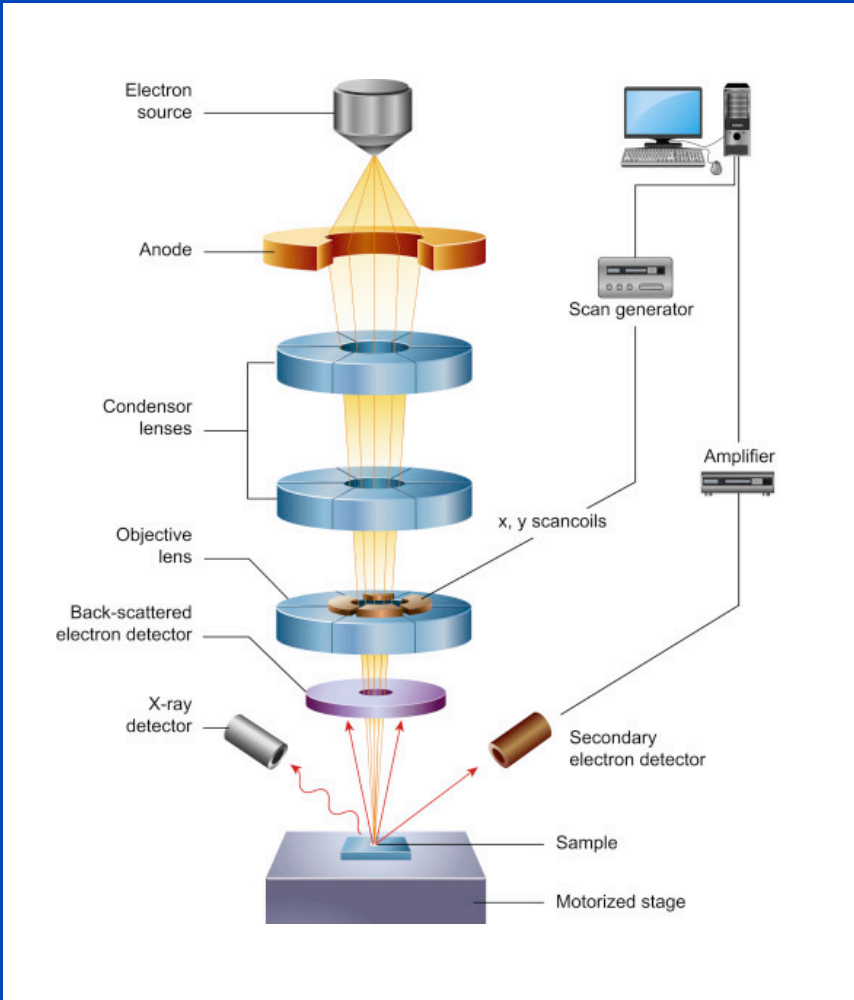 Electron
source
Anode
Scan generator
Condensor
lenses
Amplifier
x, y scancoils
Objective
lens
Back-scattered
electron detector
X-ray
detector
Secondary
electron detector
Sample
Motorized stage